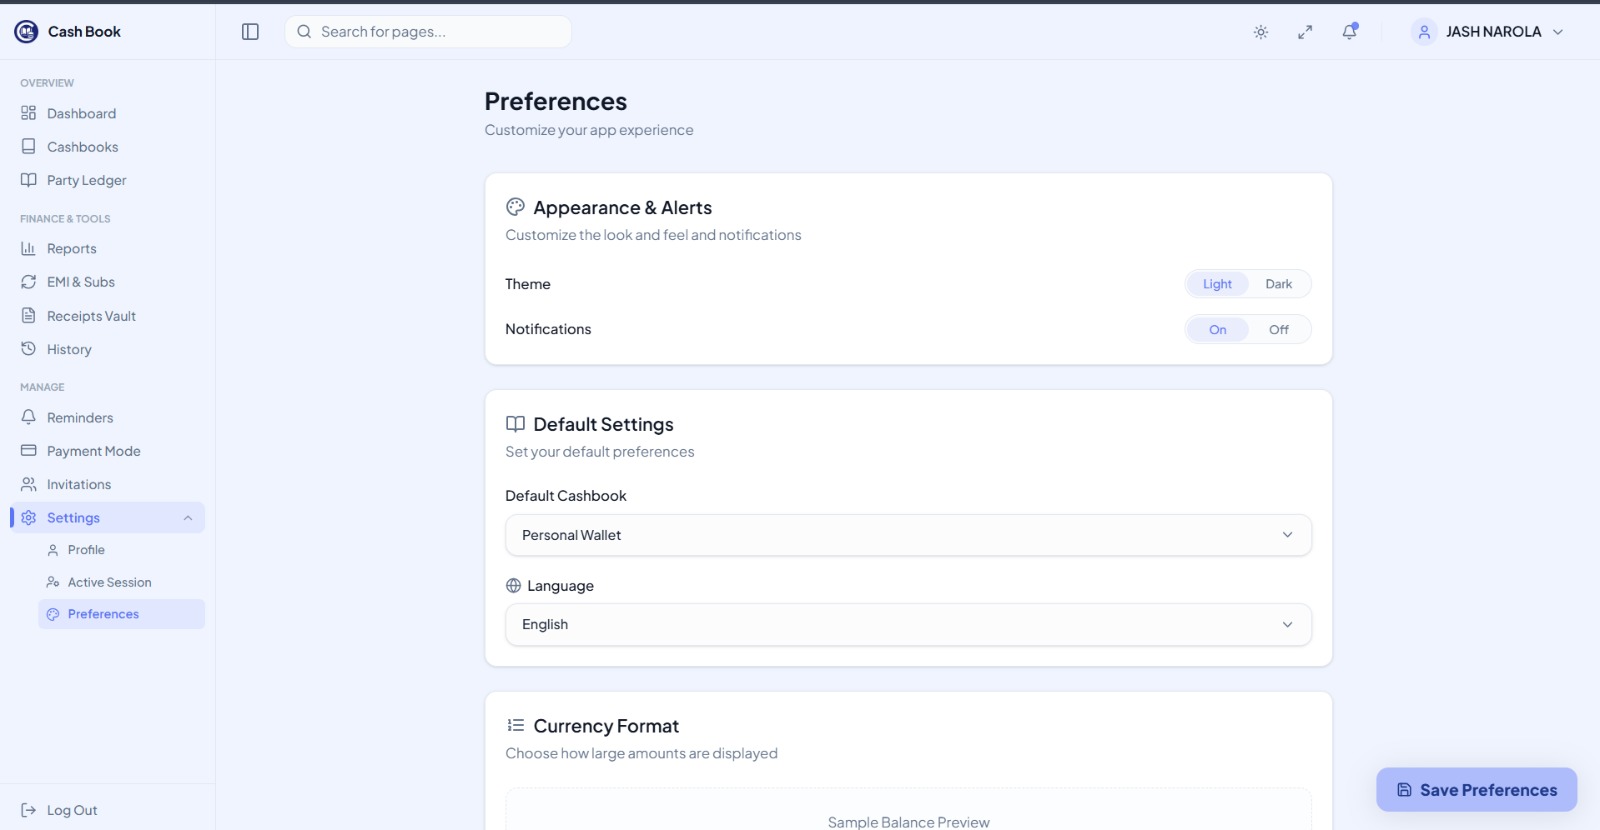 Cash Book
Search for pages...
JASH NAROLA
OVERVIEW
Dashboard
Cashbooks
Party Ledger
FINANCE & TOOLS
Reports
EMI & Subs
Receipts Vault
History
MANAGE
Reminders
Payment Mode
Invitations
Settings
Profile
Active Session
Preferences
Log Out
Preferences
Customize your app experience
Appearance & Alerts
Customize the look and feel and notifications
Theme
Light Dark
Notifications
On Off
Default Settings
Set your default preferences
Default Cashbook
Personal Wallet
Language
English
Currency Format
Choose how large amounts are displayed
Sample Balance Preview
Save Preferences